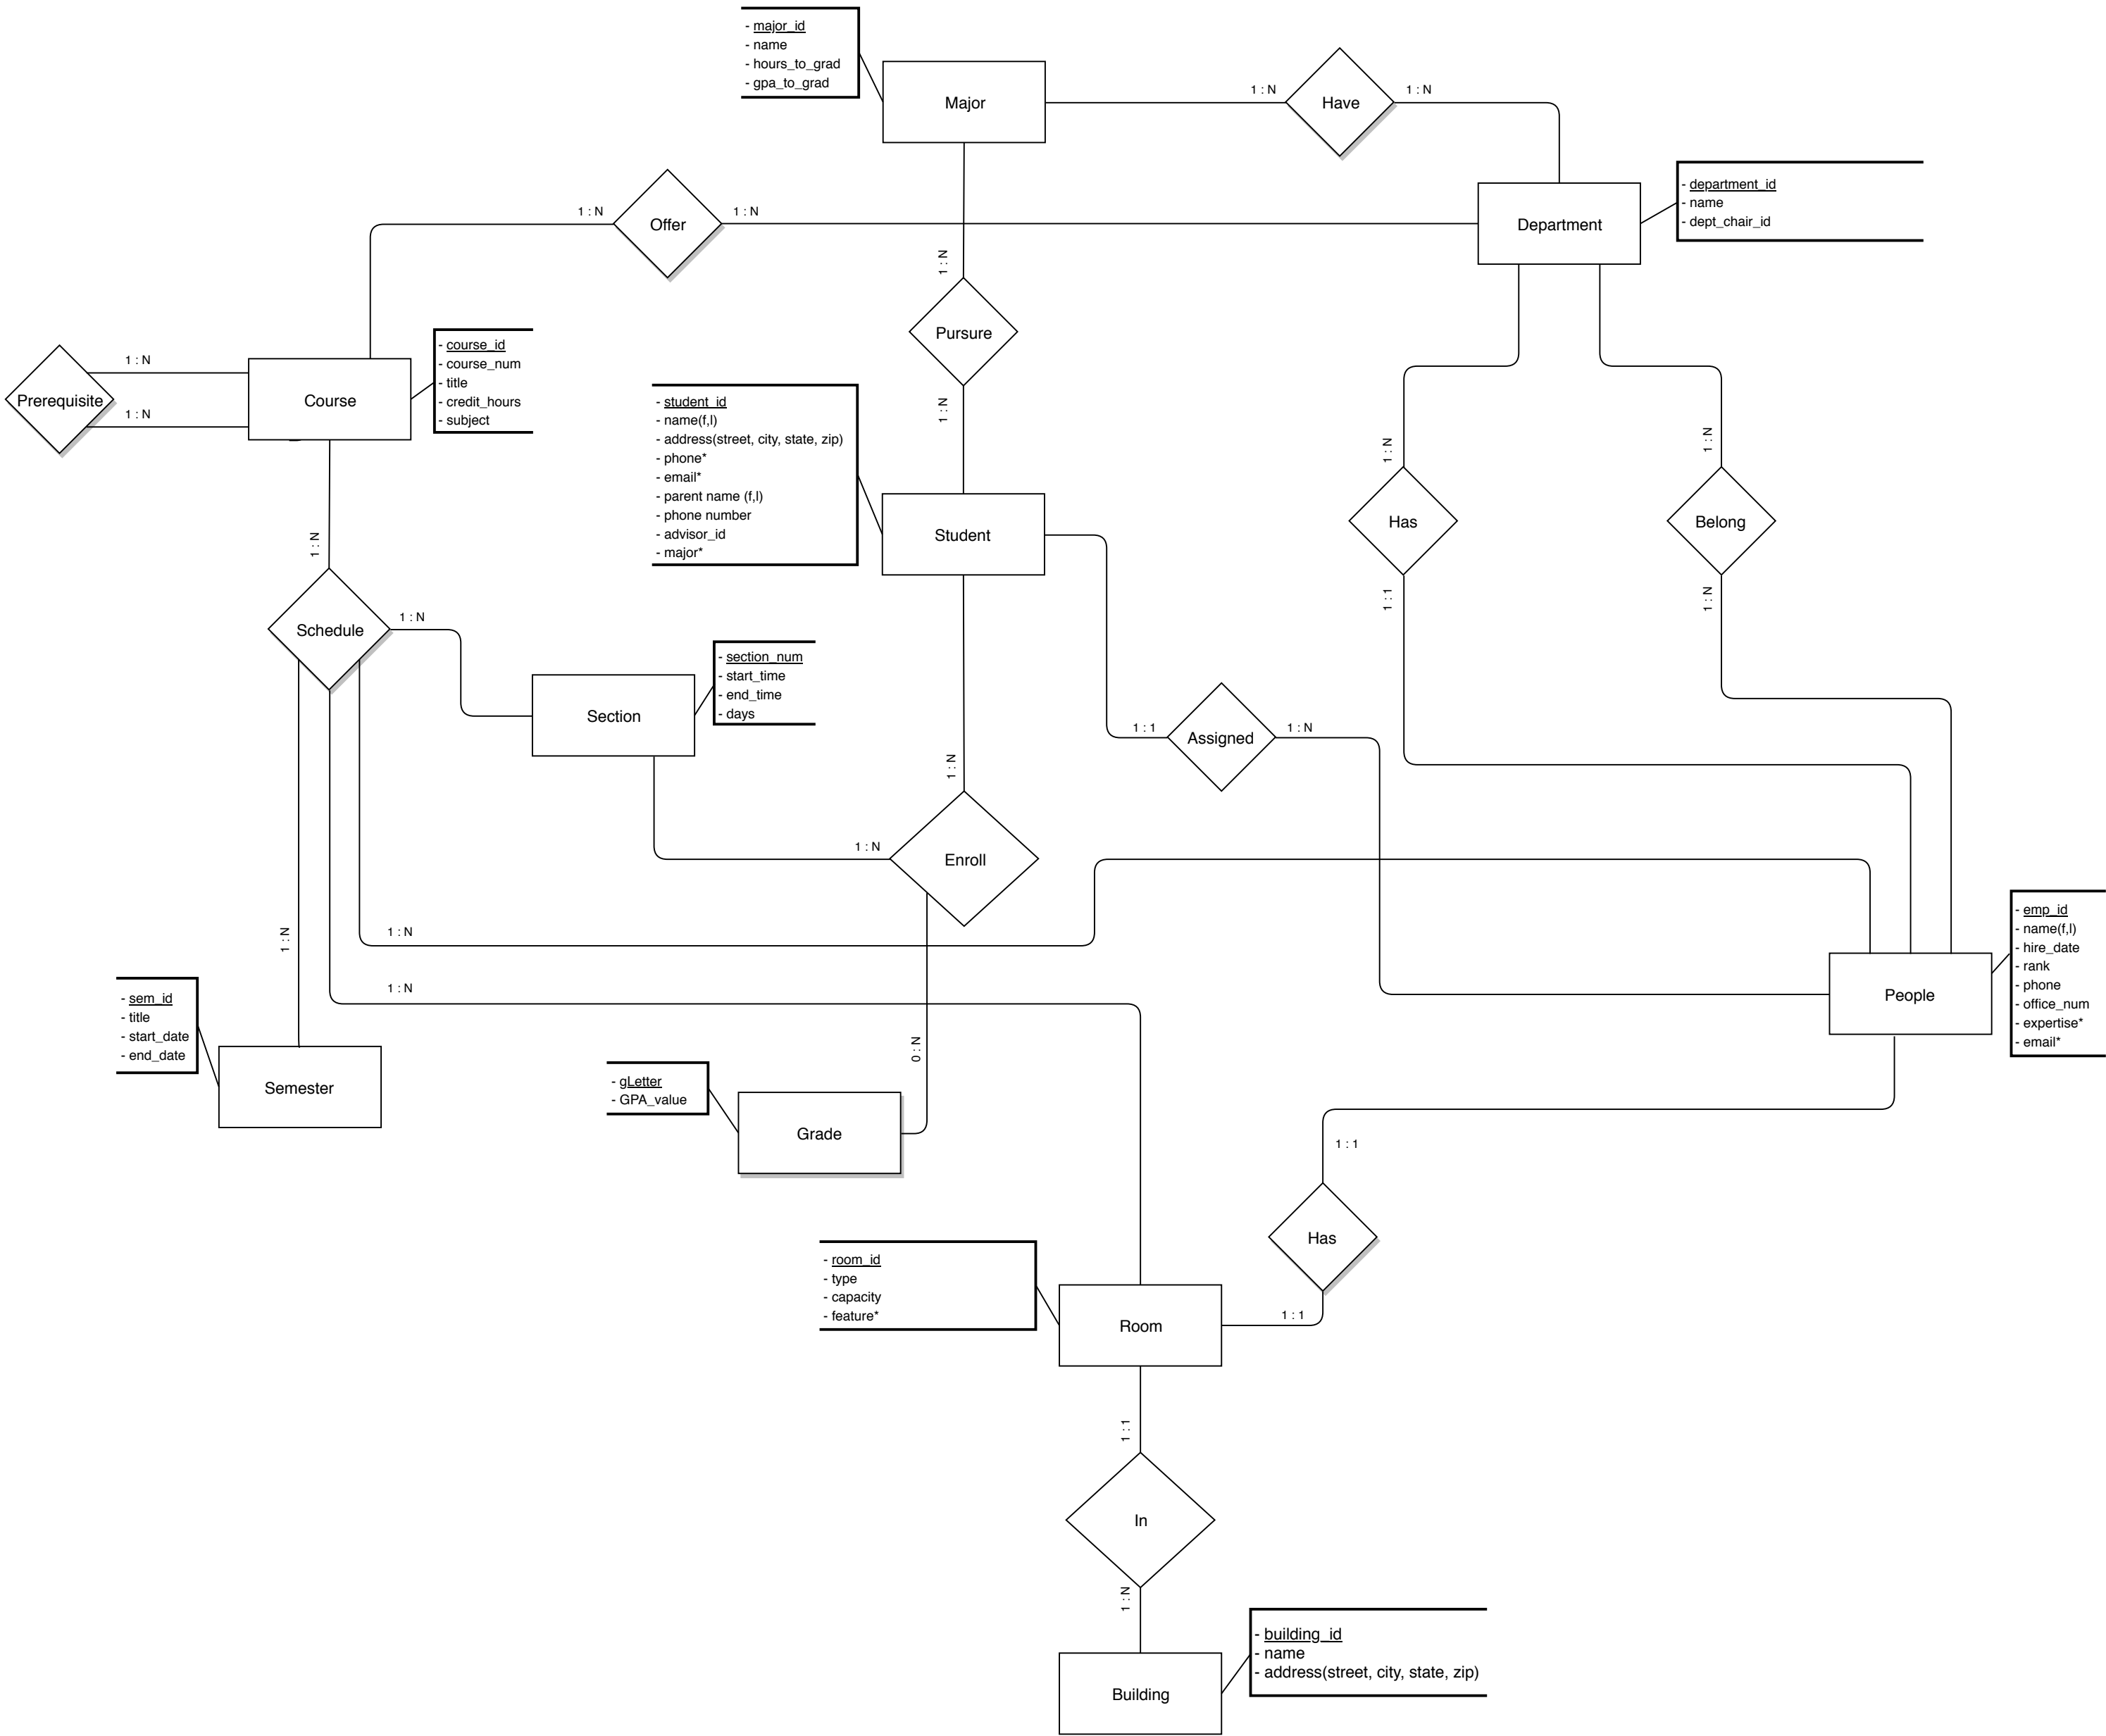 - major_id
- name
- hours_to_grad
- gpa_to_grad
Major
1 : N
Have
1 : N
- department_id
- name
- dept_chair_id
Department
1 : N
Offer
1 : N
1 : N
Pursure
1 : N
Prerequisite
1 : N
1 : N
Course
- course_id
- course_num
- title
- credit_hours
- subject
- student_id
- name(f,l)
- address(street, city, state, zip)
- phone*
- email*
- parent name (f,l)
- phone number
- advisor_id
- major*
Student
1 : N
Has
1 : 1
1 : N
Belong
1 : N
1 : N
Schedule
1 : N
Section
- section_num
- start_time
- end_time
- days
1 : 1
Assigned
1 : N
1 : N
1 : N
Enroll
1 : N
1 : N
1 : N
0 : N
- emp_id
- name(f,l)
- hire_date
- rank
- phone
- office_num
- expertise*
- email*
People
- sem_id
- title
- start_date
- end_date
Semester
- gLetter
- GPA_value
Grade
1 : 1
Has
1 : 1
- room_id
- type
- capacity
- feature*
Room
1 : 1
In
1 : N
- building_id
- name
- address(street, city, state, zip)
Building